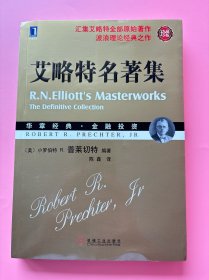 汇集艾略特全部原始著作
波浪理论经典之作
艾略特名著集
R.N.Elliott's Masterworks
The Definitive Collection
华章经典·金融投资
ROBERT R. PRECHTER, JR
(美) 小罗伯特 R. 普莱切特 编著
陈鑫 译
Robert R.
Prechter, Jr
机械工业出版社